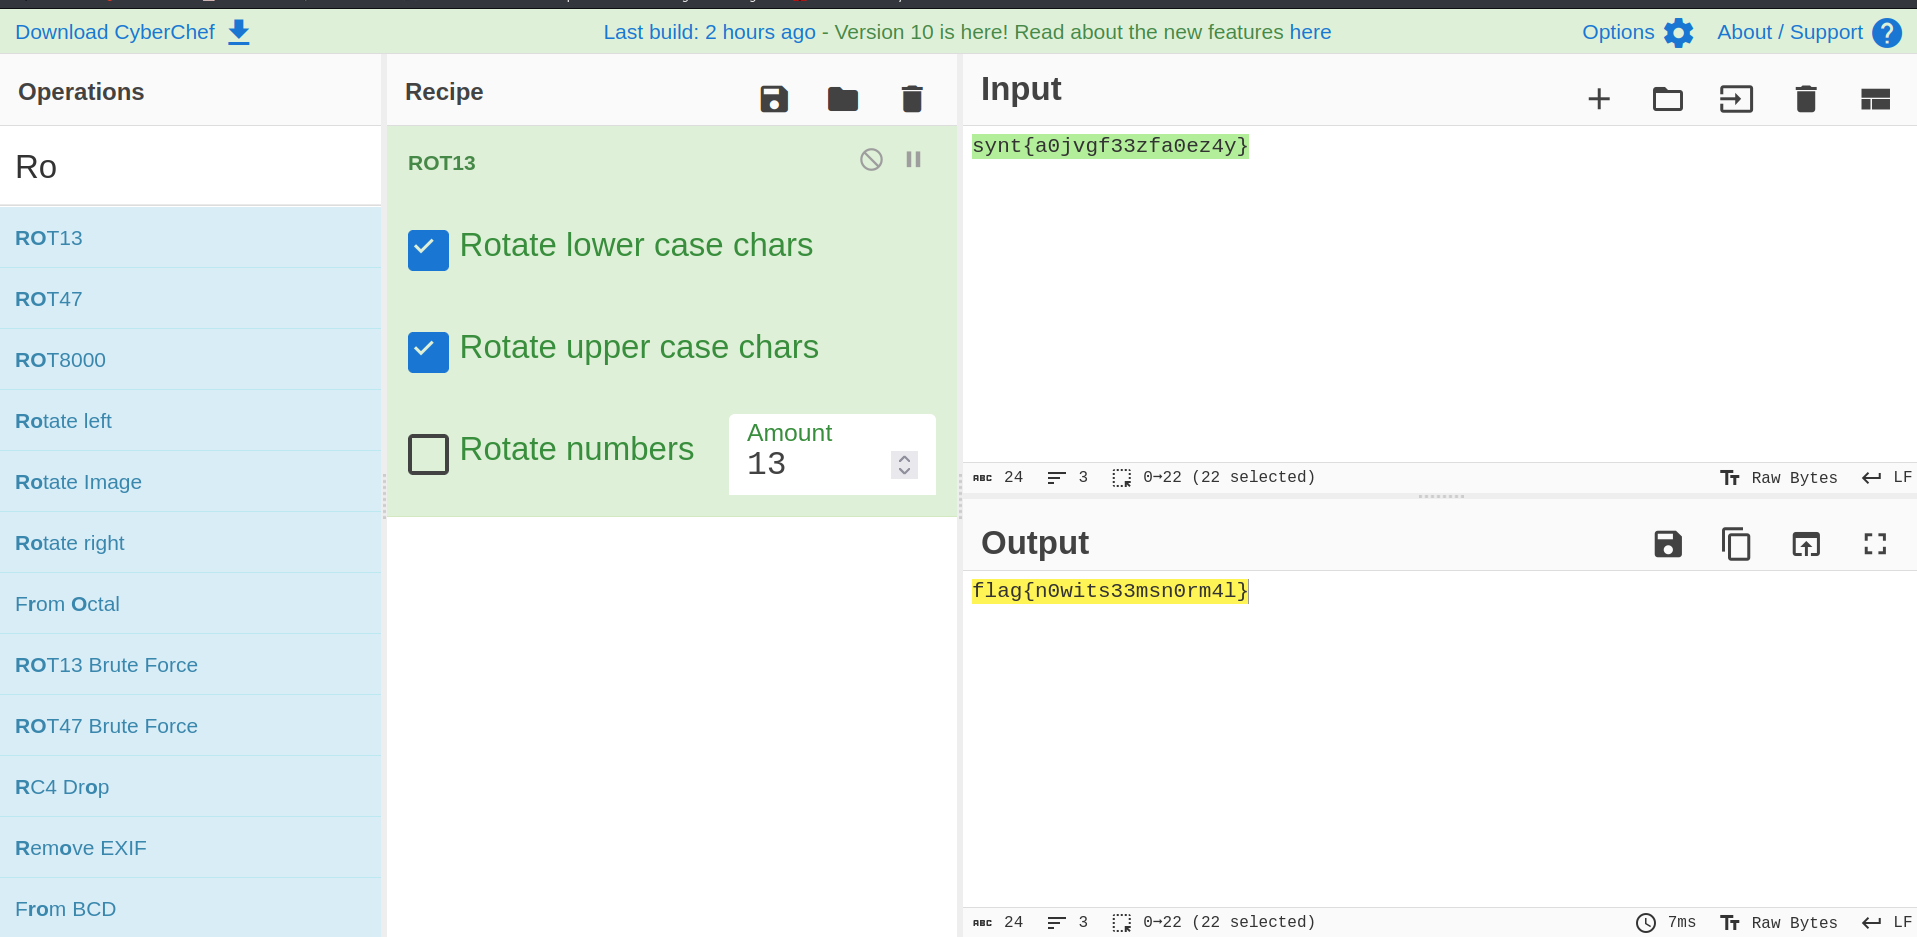 Download CyberChef
Last build: 2 hours ago - Version 10 is here! Read about the new features here
Options
About / Support
Operations
Ro
ROT13
ROT47
ROT8000
Rotate left
Rotate Image
Rotate right
From Octal
ROT13 Brute Force
ROT47 Brute Force
RC4 Drop
Remove EXIF
From BCD
Recipe
ROT13
Rotate lower case chars
Rotate upper case chars
Rotate numbers
Amount
13
Input
synt{a0jvgf33zfa0ez4y}
ABC 24 3 0→22 (22 selected) Raw Bytes LF
Output
flag{n0wits33msn0rm4l}
ABC 24 3 0→22 (22 selected) 7ms Raw Bytes LF